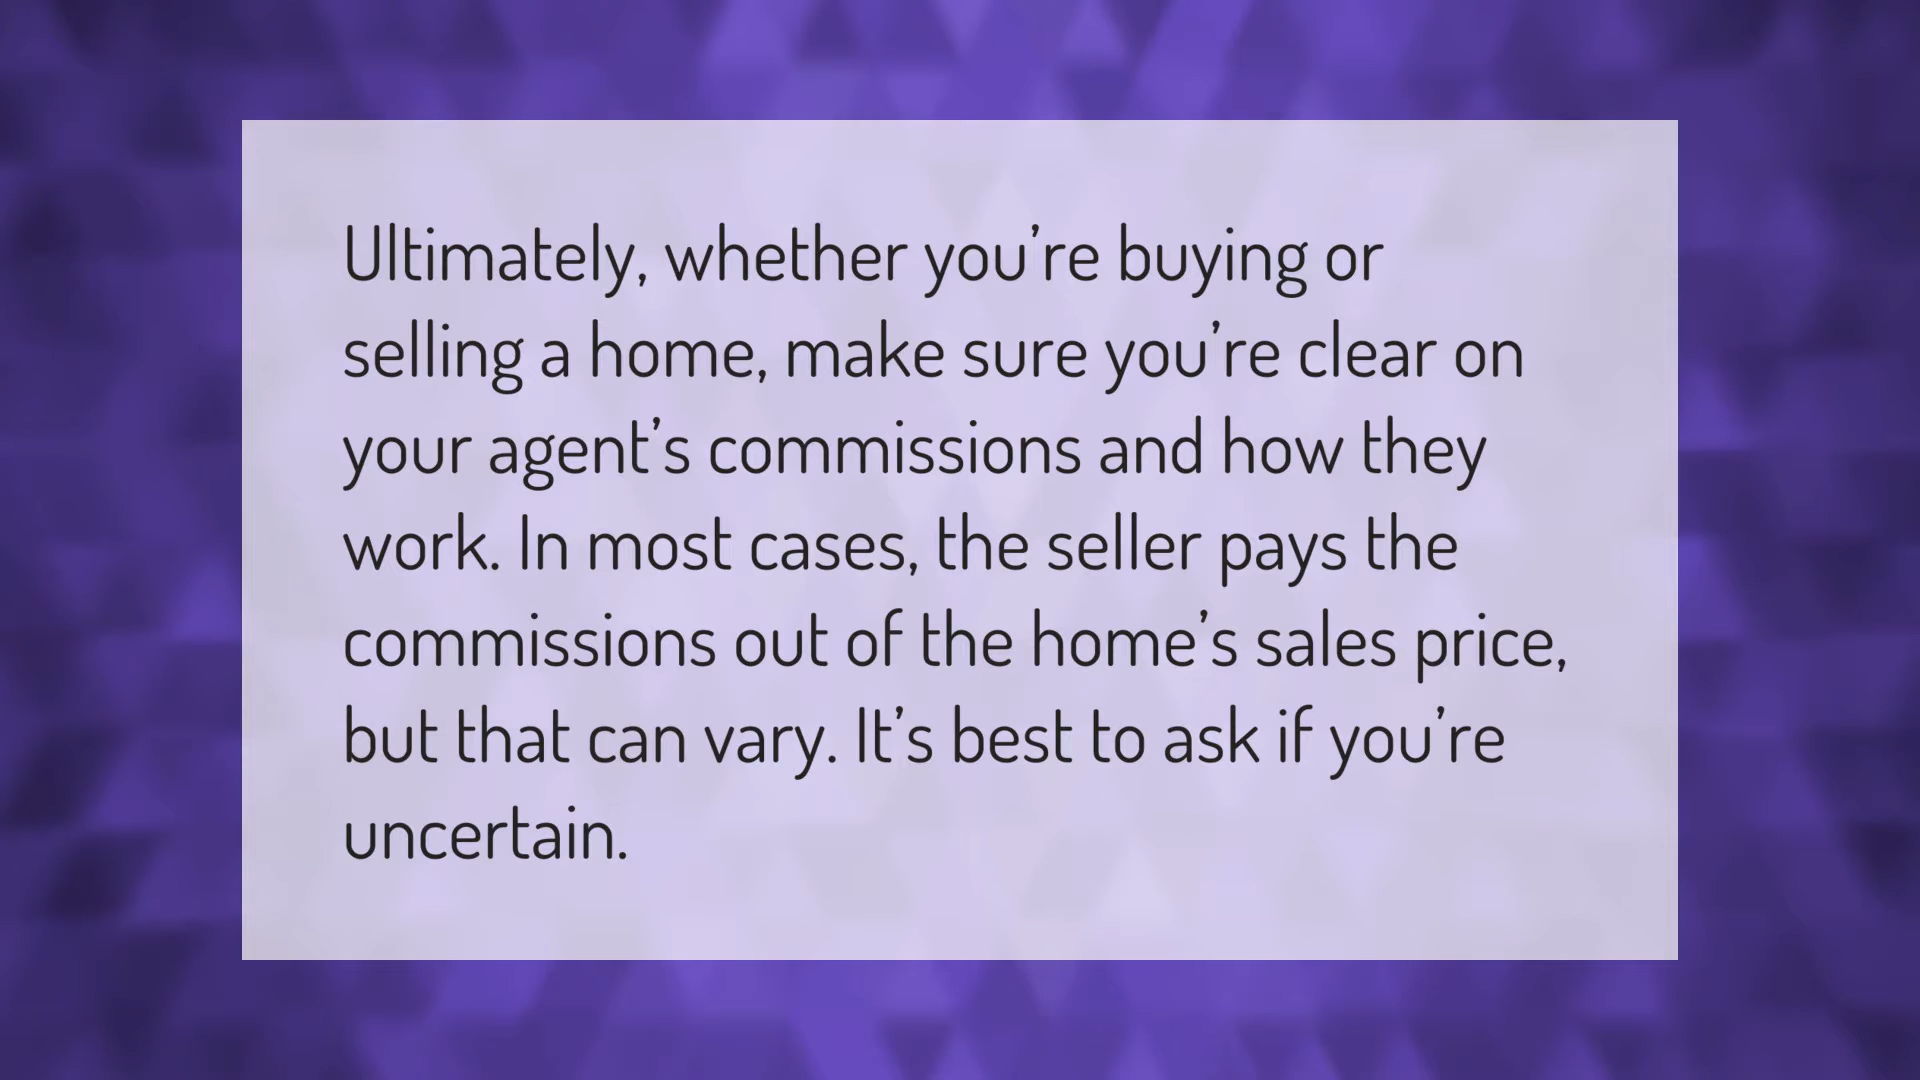 Ultimately, whether you’re buying or
selling a home, make sure you’re clear on
your agent’s commissions and how they
work. In most cases, the seller pays the
commissions out of the home’s sales price,
but that can vary. It’s best to ask if you’re
uncertain.